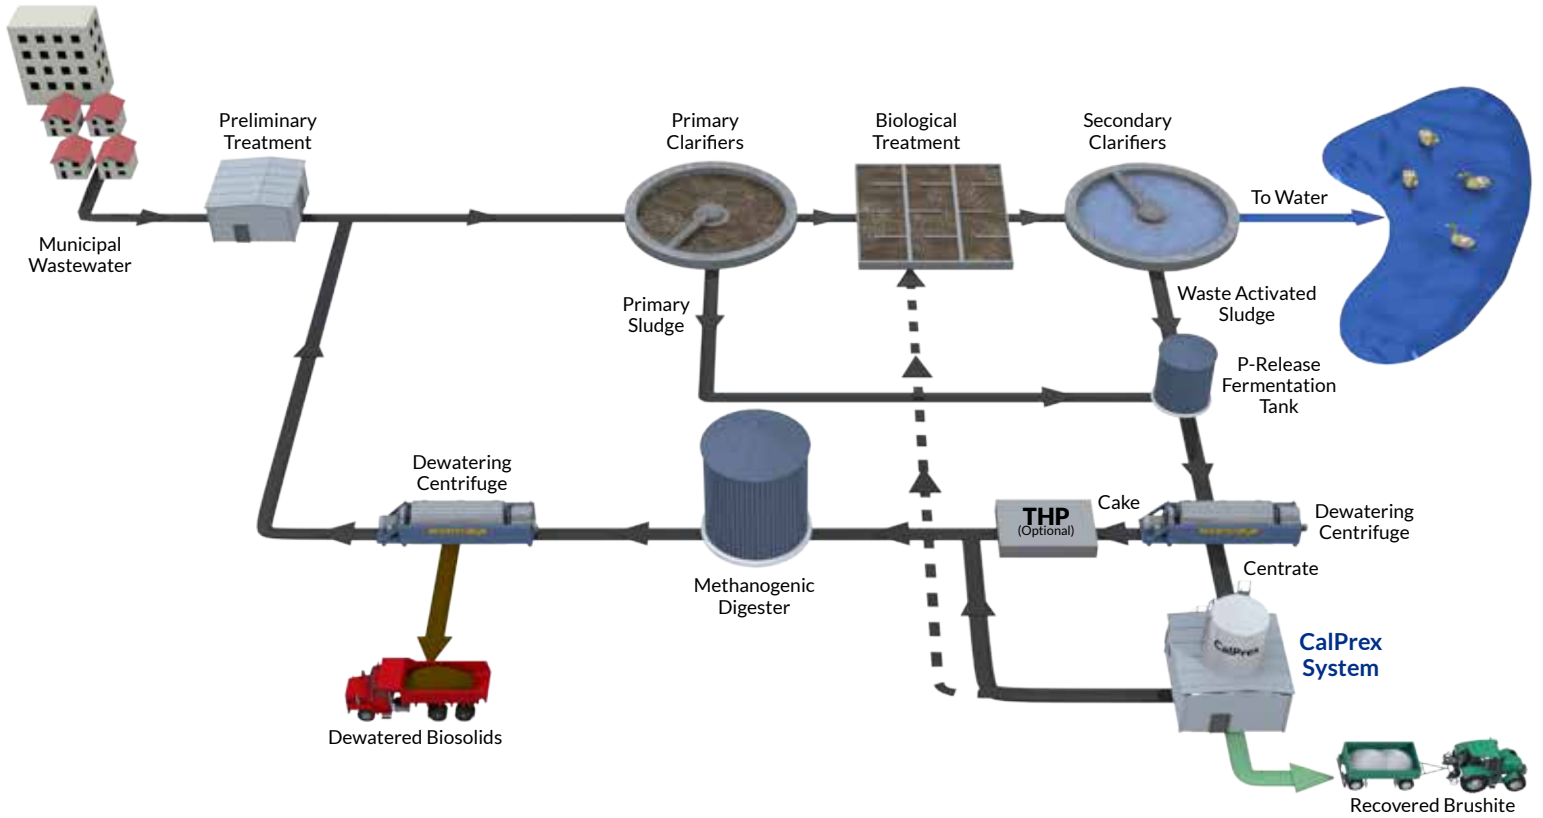 Preliminary
Treatment
Primary
Clarifiers
Biological
Treatment
Secondary
Clarifiers
To Water
Municipal
Wastewater
Primary
Sludge
Waste Activated
Sludge
P-Release
Fermentation
Tank
Dewatering
Centrifuge
THP
(Optional)
Cake
Dewatering
Centrifuge
Centrate
Methanogenic
Digester
CalPrex
CalPrex
System
Dewatered Biosolids
Recovered Brushite